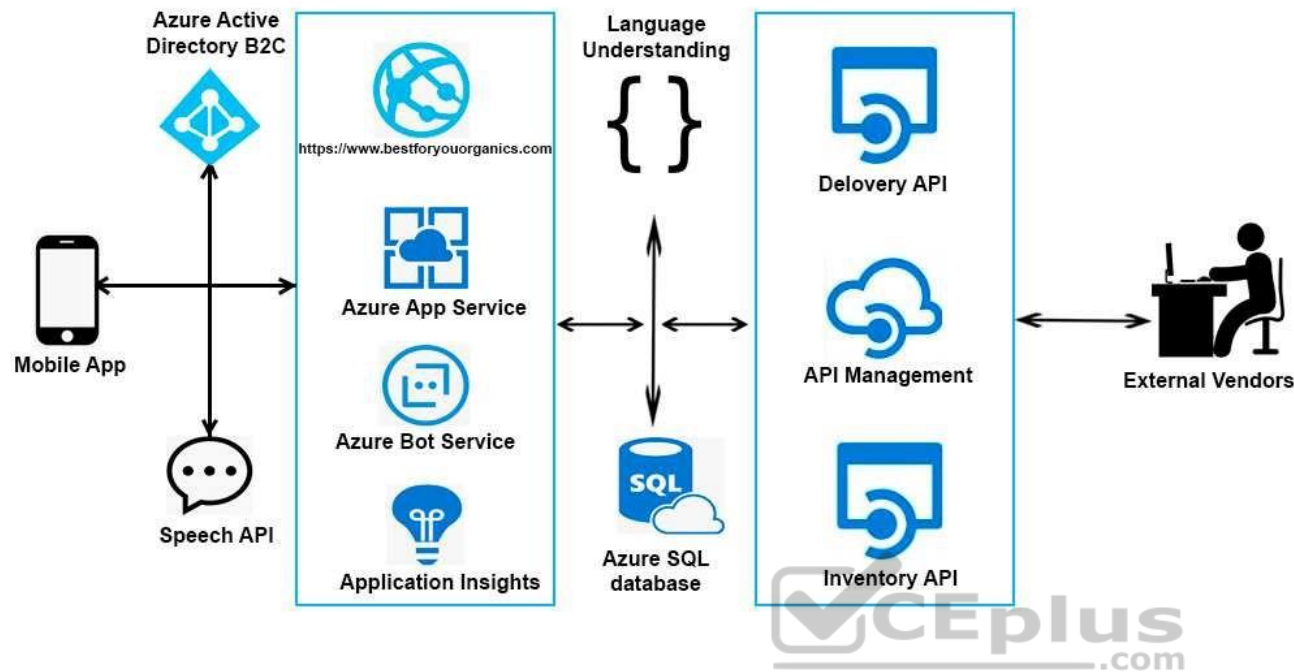 Azure Active
Directory B2C
https://www.bestforyouorganics.com
Azure App Service
Azure Bot Service
Application Insights
Mobile App
Speech API
Language
Understanding
{ }
SQL
Azure SQL
database
Delovery API
API Management
Inventory API
External Vendors
CEplus
.com